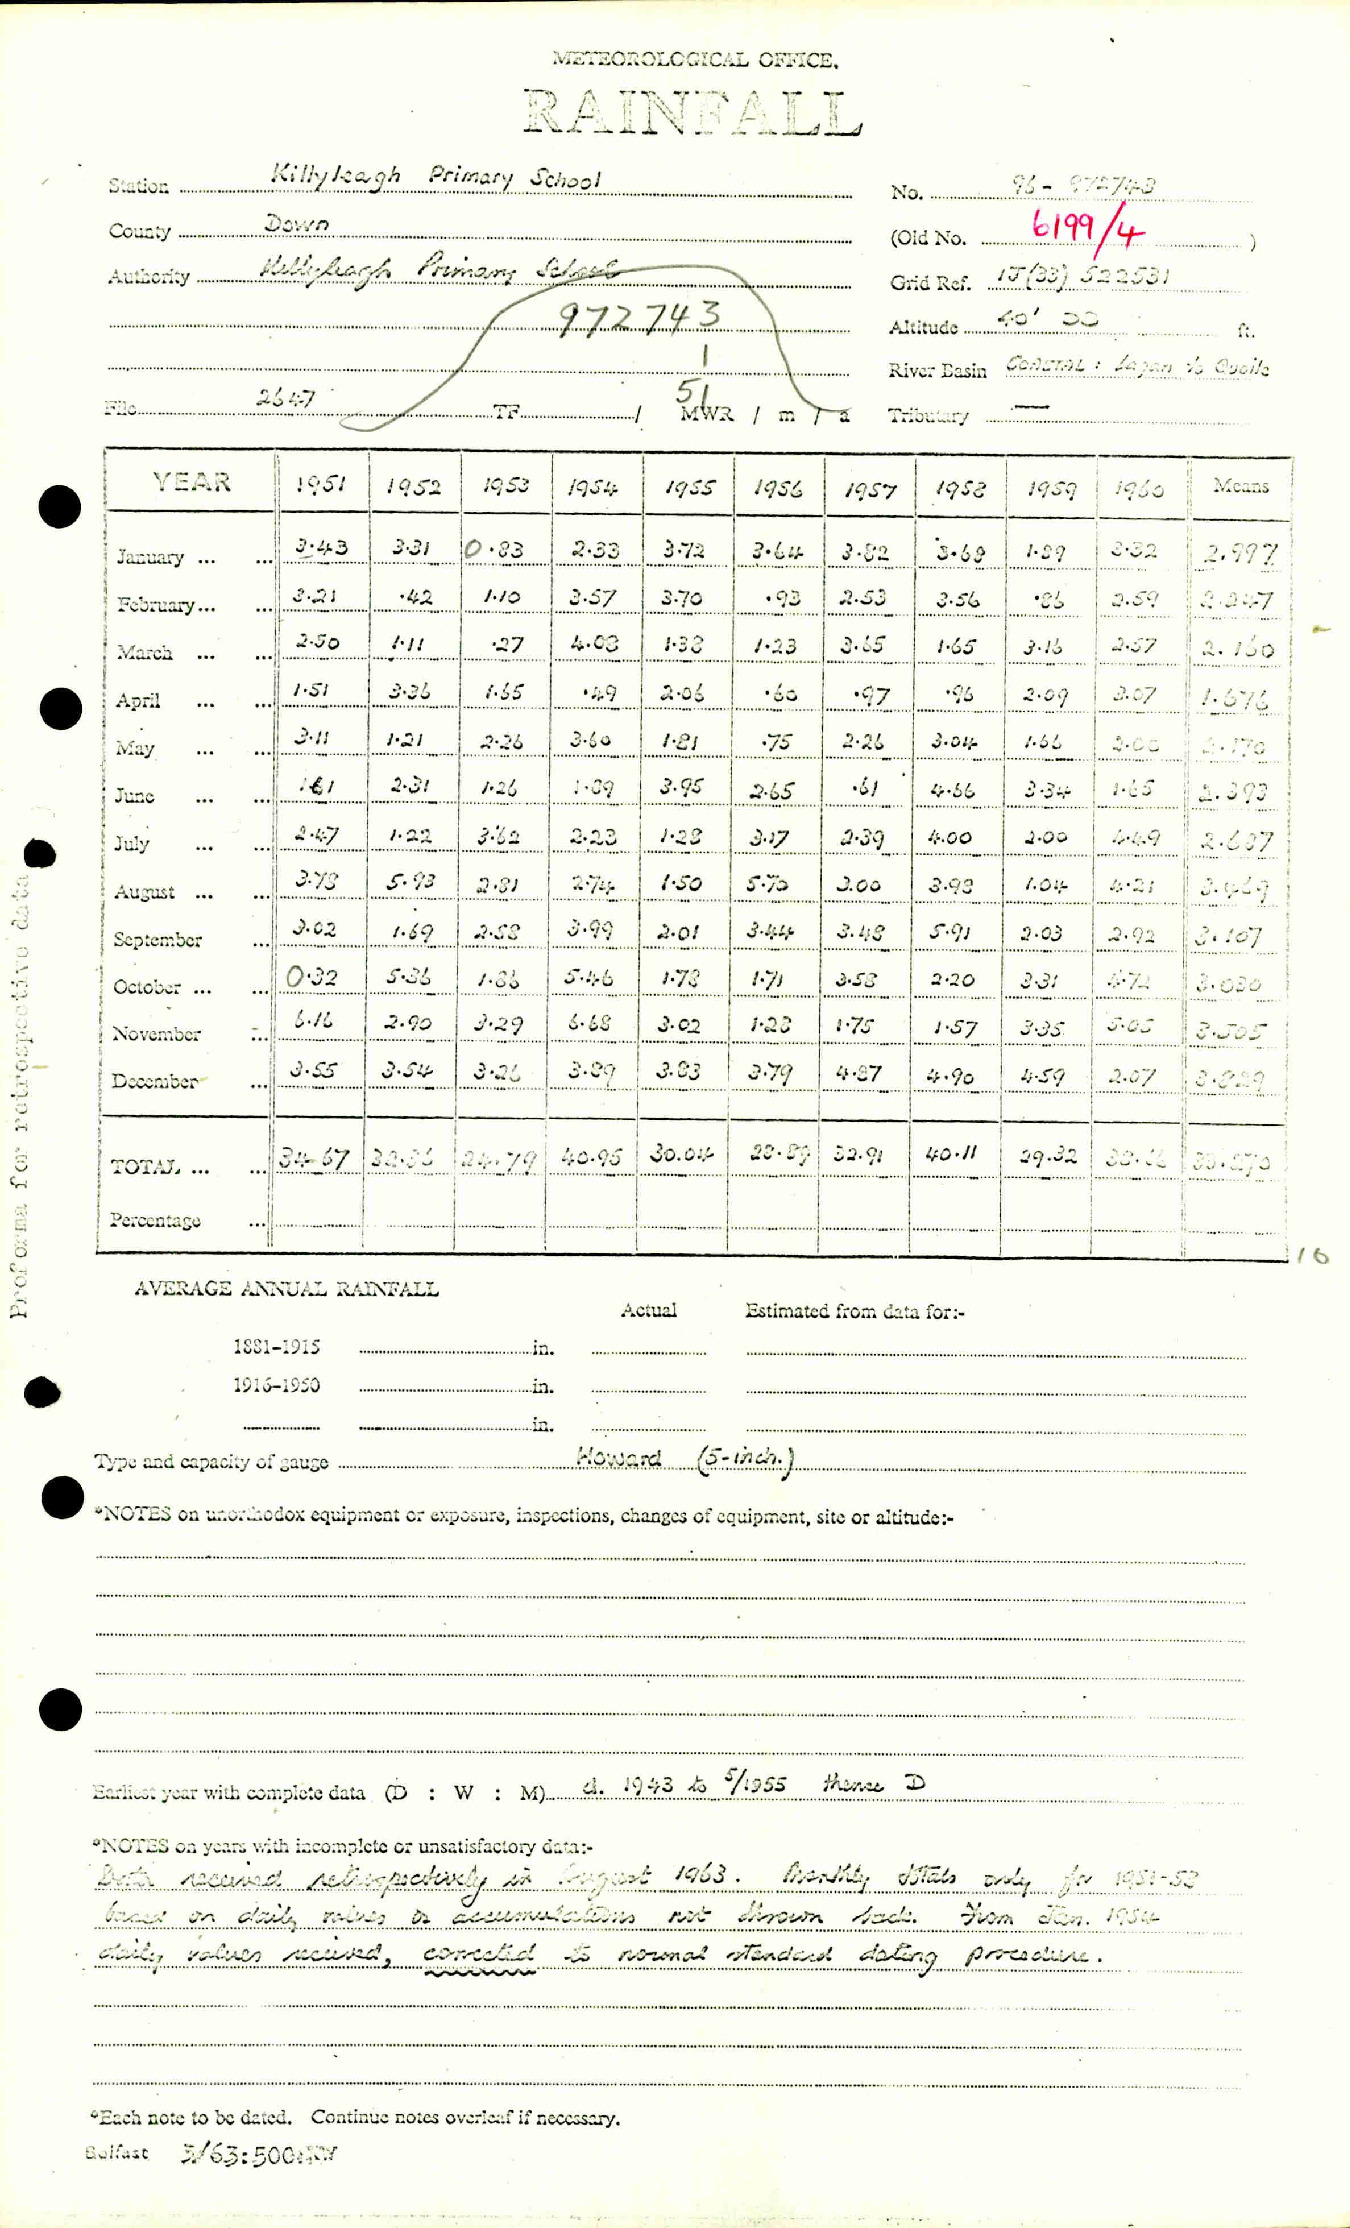 METEOROLOGICAL OFFICE.
RAINFALL
Station Killyleagh Primary School No. 96 - 972743
County Down (Old No. 6199/4 )
Authority Killyleagh Primary School Grid Ref. IJ(33) 522531
972743 Altitude 40' OD ft.
1 River Basin COASTAL: Lagan to Quoile
File 2647 TF / 51 MWR / m / a Tributary —
YEAR 1951 1952 1953 1954 1955 1956 1957 1958 1959 1960 Means
January ... ... 3.43 3.31 0.83 2.33 3.72 3.64 3.82 3.68 1.89 3.32 2.997
February... ... 3.21 .42 1.10 3.57 3.70 .93 2.53 3.56 .86 2.59 2.247
March ... ... 2.50 1.11 .27 4.08 1.38 1.23 3.65 1.65 3.16 2.57 2.160
April ... ... 1.51 3.36 1.65 .49 2.06 .60 .97 .96 2.09 3.07 1.676
May ... ... 3.11 1.21 2.26 3.60 1.81 .75 2.26 3.04 1.66 2.00 2.170
June ... ... 1.61 2.31 1.26 1.89 3.95 2.65 .61 4.66 3.34 1.65 2.393
July ... ... 2.47 1.22 3.62 2.23 1.28 3.17 2.39 4.00 2.00 4.49 2.687
August ... ... 3.78 5.93 2.81 2.74 1.50 5.70 3.00 3.98 1.04 4.21 3.469
September ... 3.02 1.69 2.58 3.99 2.01 3.44 3.48 5.91 2.03 2.92 3.107
October ... ... 0.32 5.36 1.86 5.46 1.78 1.71 3.58 2.20 3.31 4.72 3.030
November ... 6.16 2.90 3.29 6.68 3.02 1.28 1.75 1.57 3.35 5.05 3.505
December ... 3.55 3.54 3.26 3.89 3.83 3.79 4.87 4.90 4.59 2.07 3.829
TOTAL ... ... 34.67 32.36 24.79 40.95 30.04 28.89 32.91 40.11 29.32 38.66 33.270
Percentage ...
10
Proforma for retrospective data
AVERAGE ANNUAL RAINFALL
Actual Estimated from data for:-
1881-1915 in.
1916-1950 in.
in.
Type and capacity of gauge Howard (5-inch.)
*NOTES on unorthodox equipment or exposure, inspections, changes of equipment, site or altitude:-
Earliest year with complete data (D : W : M) d. 1943 to 5/1955 thence D
*NOTES on years with incomplete or unsatisfactory data:-
Data received retrospectively in August 1963. Monthly totals only for 1951-53
based on daily values or accumulations not thrown back. From Jan. 1954
daily values received, corrected to normal standard dating procedure.
*Each note to be dated. Continue notes overleaf if necessary.
Belfast 3/63:500:KW